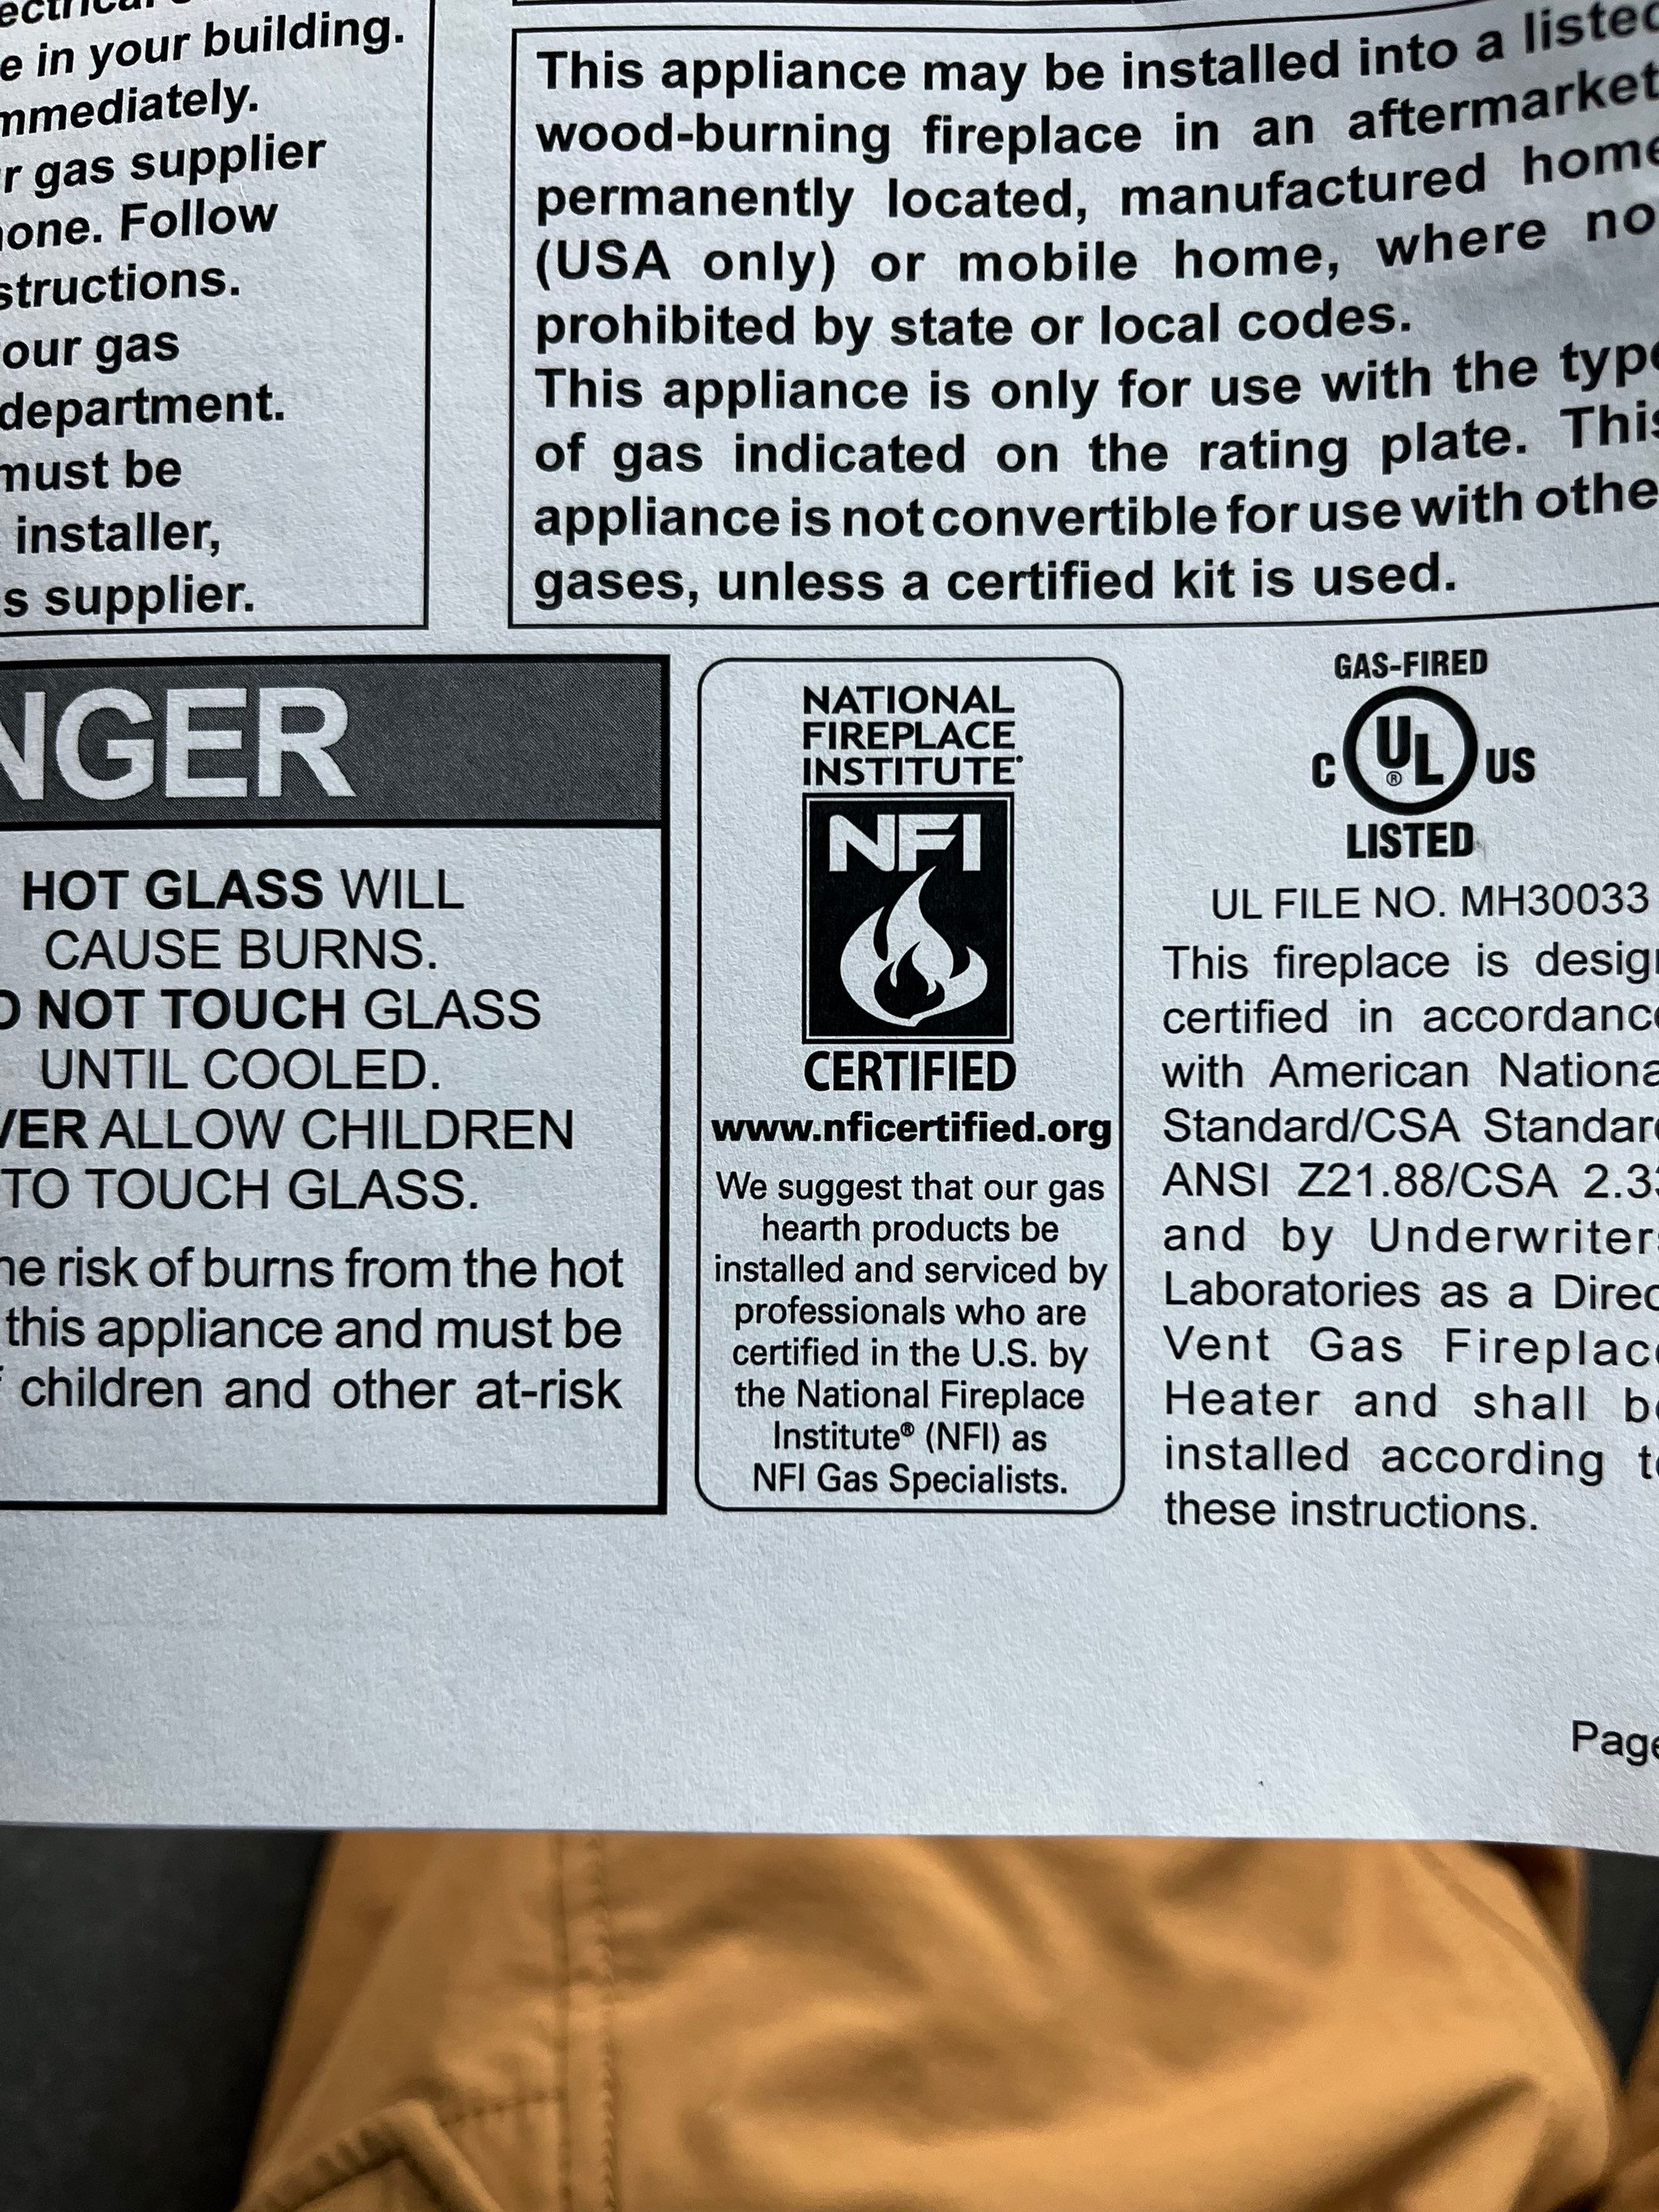 e in your building.
mmediately.
r gas supplier
one. Follow
structions.
our gas
department.
must be
installer,
s supplier.
This appliance may be installed into a listed
wood-burning fireplace in an aftermarket
permanently located, manufactured home
(USA only) or mobile home, where no
prohibited by state or local codes.
This appliance is only for use with the type
of gas indicated on the rating plate. This
appliance is not convertible for use with othe
gases, unless a certified kit is used.
NGER
HOT GLASS WILL
CAUSE BURNS.
O NOT TOUCH GLASS
UNTIL COOLED.
VER ALLOW CHILDREN
TO TOUCH GLASS.
he risk of burns from the hot
this appliance and must be
children and other at-risk
NATIONAL
FIREPLACE
INSTITUTE®
NFI
CERTIFIED
www.nficertified.org
We suggest that our gas
hearth products be
installed and serviced by
professionals who are
certified in the U.S. by
the National Fireplace
Institute® (NFI) as
NFI Gas Specialists.
GAS-FIRED
C UL® US
LISTED
UL FILE NO. MH30033
This fireplace is design
certified in accordance
with American Nationa
Standard/CSA Standard
ANSI Z21.88/CSA 2.33
and by Underwriters
Laboratories as a Direc
Vent Gas Fireplace
Heater and shall be
installed according to
these instructions.
Page